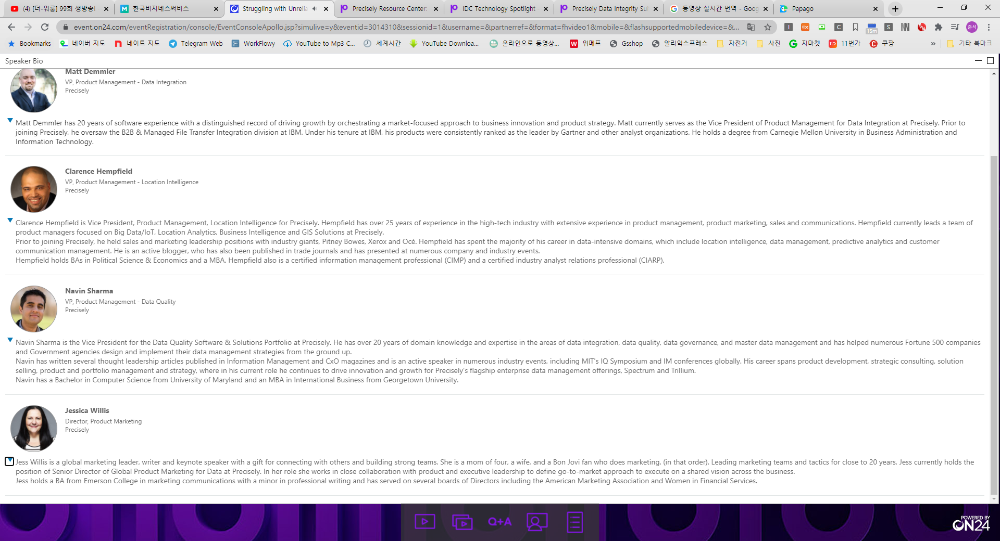 (4) [더-워룸] 99회 생방송!
한국비지네스써비스
Struggling with Unrelia
Precisely Resource Center:
IDC Technology Spotlight -
Precisely Data Integrity Sui
동영상 실시간 번역 - Goog
Papago
event.on24.com/eventRegistration/console/EventConsoleApollo.jsp?simulive=y&eventid=3014310&sessionid=1&username=&partnerref=&format=fhvideo1&mobile=&flashsupportedmobiledevice=&...
15m
준석
Bookmarks
네이버 지도
네이트 지도
Telegram Web
WorkFlowy
YouTube to Mp3 C...
세계시간
YouTube Downloa...
온라인으로 동영상...
위메프
Gsshop
알리익스프레스
자전거
사진
지마켓
11번가
쿠팡
»
기타 북마크
Speaker Bio
Matt Demmler
VP, Product Management - Data Integration
Precisely
Matt Demmler has 20 years of software experience with a distinguished record of driving growth by orchestrating a market-focused approach to business innovation and product strategy. Matt currently serves as the Vice President of Product Management for Data Integration at Precisely. Prior to
joining Precisely, he oversaw the B2B & Managed File Transfer Integration division at IBM. Under his tenure at IBM, his products were consistently ranked as the leader by Gartner and other analyst organizations. He holds a degree from Carnegie Mellon University in Business Administration and
Information Technology.
Clarence Hempfield
VP, Product Management - Location Intelligence
Precisely
Clarence Hempfield is Vice President, Product Management, Location Intelligence for Precisely. Hempfield has over 25 years of experience in the high-tech industry with extensive experience in product management, product marketing, sales and communications. Hempfield currently leads a team of
product managers focused on Big Data/IoT, Location Analytics, Business Intelligence and GIS Solutions at Precisely.
Prior to joining Precisely, he held sales and marketing leadership positions with industry giants, Pitney Bowes, Xerox and Océ. Hempfield has spent the majority of his career in data-intensive domains, which include location intelligence, data management, predictive analytics and customer
communication management. He is an active blogger, who has also been published in trade journals and has presented at numerous company and industry events.
Hempfield holds BAs in Political Science & Economics and a MBA. Hempfield also is a certified information management professional (CIMP) and a certified industry analyst relations professional (CIARP).
Navin Sharma
VP, Product Management - Data Quality
Precisely
Navin Sharma is the Vice President for the Data Quality Software & Solutions Portfolio at Precisely. He has over 20 years of domain knowledge and expertise in the areas of data integration, data quality, data governance, and master data management and has helped numerous Fortune 500 companies
and Government agencies design and implement their data management strategies from the ground up.
Navin has written several thought leadership articles published in Information Management and CxO magazines and is an active speaker in numerous industry events, including MIT's IQ Symposium and IM conferences globally. His career spans product development, strategic consulting, solution
selling, product and portfolio management and strategy, where in his current role he continues to drive innovation and growth for Precisely's flagship enterprise data management offerings, Spectrum and Trillium.
Navin has a Bachelor in Computer Science from University of Maryland and an MBA in International Business from Georgetown University.
Jessica Willis
Director, Product Marketing
Precisely
Jess Willis is a global marketing leader, writer and keynote speaker with a gift for connecting with others and building strong teams. She is a mom of four, a wife, and a Bon Jovi fan who does marketing. (in that order). Leading marketing teams and tactics for close to 20 years, Jess currently holds the
position of Senior Director of Global Product Marketing for Data at Precisely. In her role she works in close collaboration with product and executive leadership to define go-to-market approach to execute on a shared vision across the business.
Jess holds a BA from Emerson College in marketing communications with a minor in professional writing and has served on several boards of Directors including the American Marketing Association and Women in Financial Services.
Q+A
POWERED BY
ON24